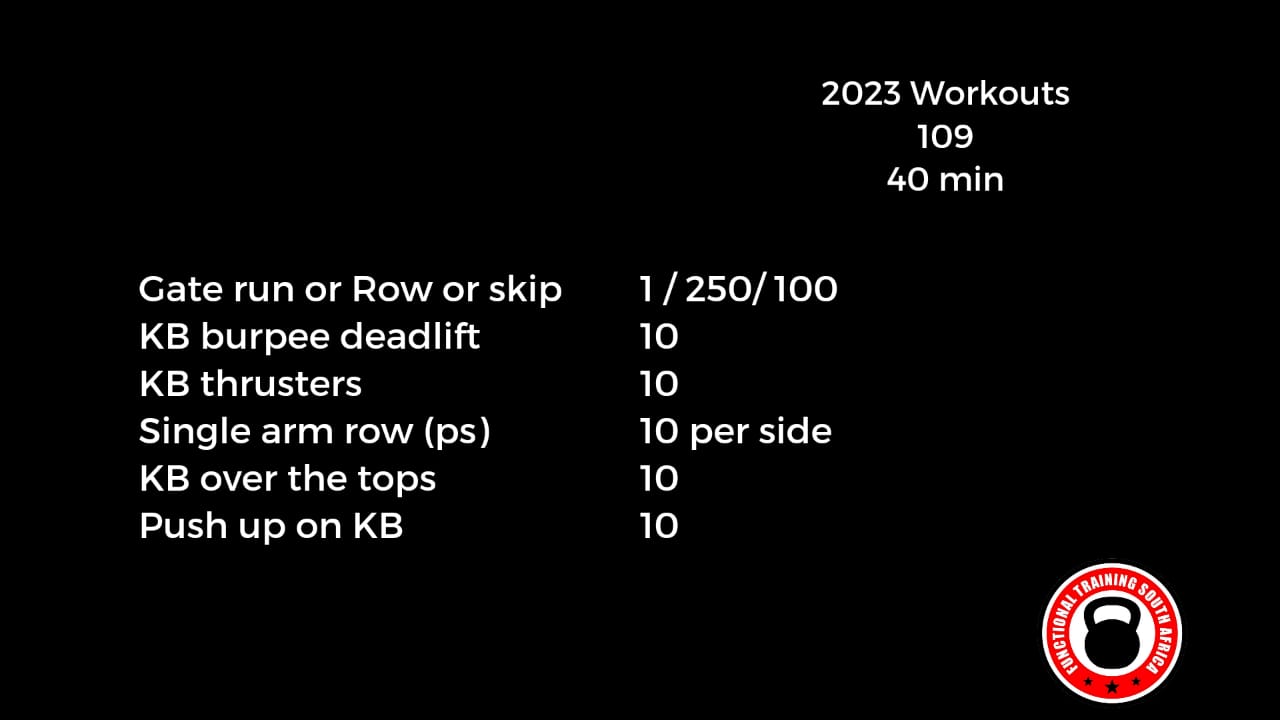 2023 Workouts
109
40 min
Gate run or Row or skip 1 / 250/ 100
KB burpee deadlift 10
KB thrusters 10
Single arm row (ps) 10 per side
KB over the tops 10
Push up on KB 10
FUNCTIONAL TRAINING SOUTH AFRICA